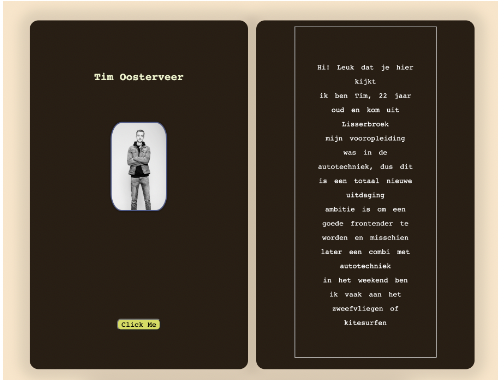 Tim Oosterveer
Click Me
Hi! Leuk dat je hier
kijkt
ik ben Tim, 22 jaar
oud en kom uit
Lisserbroek
mijn vooropleiding
was in de
autotechniek, dus dit
is een totaal nieuwe
uitdaging
ambitie is om een
goede frontender te
worden en misschien
later een combi met
autotechniek
in het weekend ben
ik vaak aan het
zweefvliegen of
kitesurfen